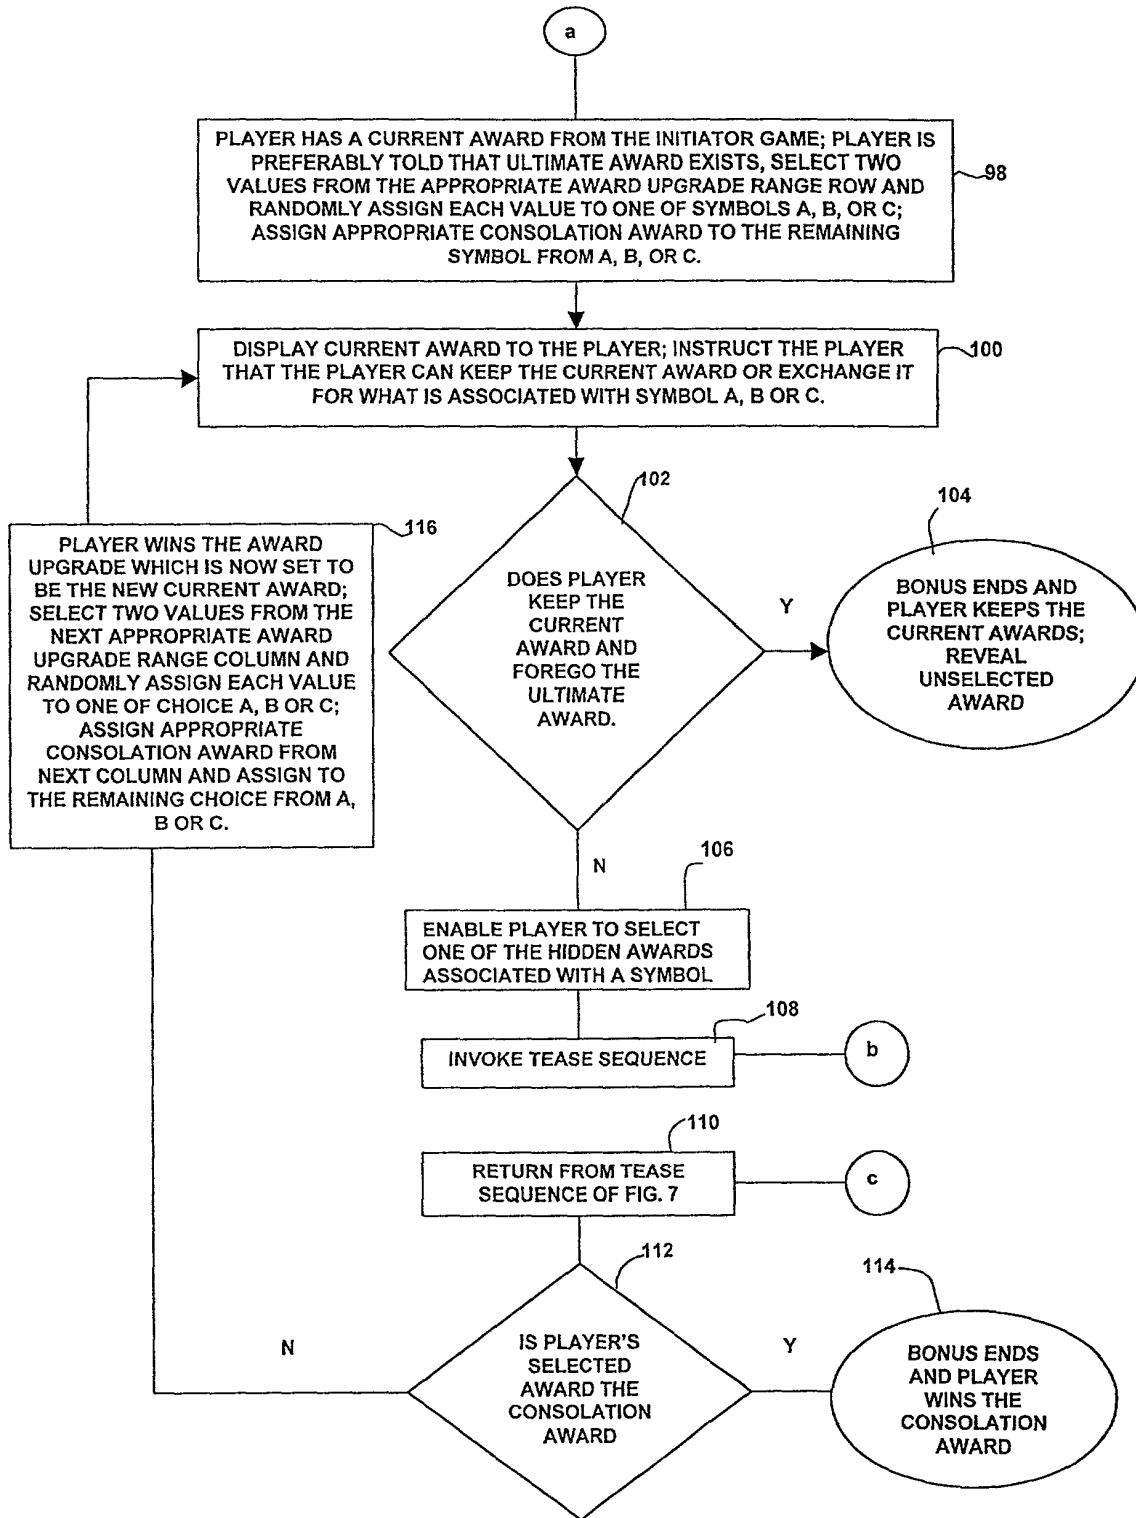 a
PLAYER HAS A CURRENT AWARD FROM THE INITIATOR GAME; PLAYER IS
PREFERABLY TOLD THAT ULTIMATE AWARD EXISTS, SELECT TWO
VALUES FROM THE APPROPRIATE AWARD UPGRADE RANGE ROW AND
RANDOMLY ASSIGN EACH VALUE TO ONE OF SYMBOLS A, B, OR C;
ASSIGN APPROPRIATE CONSOLATION AWARD TO THE REMAINING
SYMBOL FROM A, B, OR C.
98
DISPLAY CURRENT AWARD TO THE PLAYER; INSTRUCT THE PLAYER
THAT THE PLAYER CAN KEEP THE CURRENT AWARD OR EXCHANGE IT
FOR WHAT IS ASSOCIATED WITH SYMBOL A, B OR C.
100
102
DOES PLAYER
KEEP THE
CURRENT
AWARD AND
FOREGO THE
ULTIMATE
AWARD.
Y
104
BONUS ENDS AND
PLAYER KEEPS THE
CURRENT AWARDS;
REVEAL
UNSELECTED
AWARD
116
PLAYER WINS THE AWARD
UPGRADE WHICH IS NOW SET TO
BE THE NEW CURRENT AWARD;
SELECT TWO VALUES FROM THE
NEXT APPROPRIATE AWARD
UPGRADE RANGE COLUMN AND
RANDOMLY ASSIGN EACH VALUE
TO ONE OF CHOICE A, B OR C;
ASSIGN APPROPRIATE
CONSOLATION AWARD FROM
NEXT COLUMN AND ASSIGN TO
THE REMAINING CHOICE FROM A,
B OR C.
N
106
ENABLE PLAYER TO SELECT
ONE OF THE HIDDEN AWARDS
ASSOCIATED WITH A SYMBOL
108
INVOKE TEASE SEQUENCE
b
110
RETURN FROM TEASE
SEQUENCE OF FIG. 7
c
112
IS PLAYER'S
SELECTED
AWARD THE
CONSOLATION
AWARD
N
Y
114
BONUS ENDS
AND PLAYER
WINS THE
CONSOLATION
AWARD